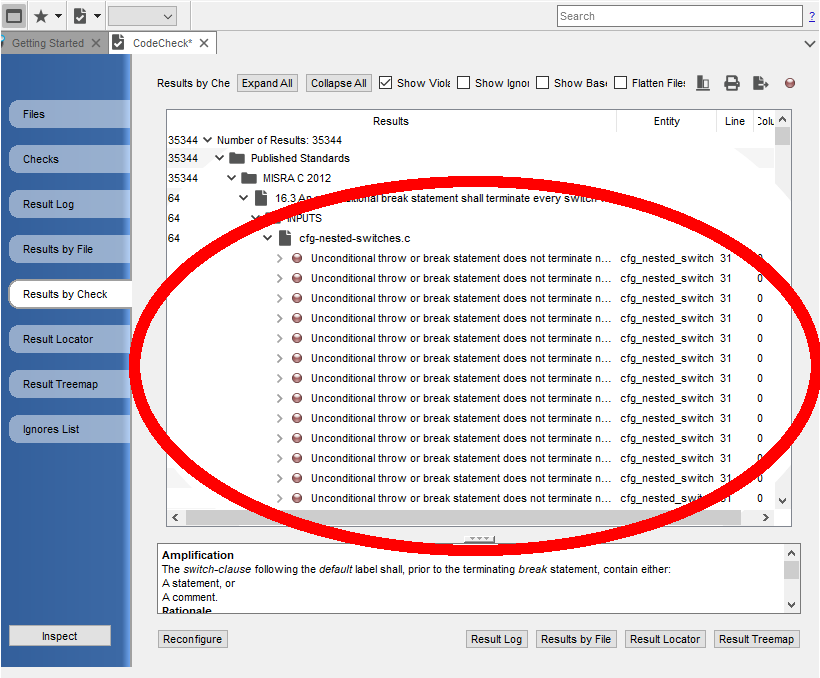 Search
?
Getting Started
CodeCheck*
Results by Che Expand All Collapse All Show Viola Show Ignor Show Base Flatten Files
Files
Checks
Result Log
Results by File
Results by Check
Result Locator
Result Treemap
Ignores List
Inspect
Results Entity Line Colu
35344 Number of Results: 35344
35344 Published Standards
35344 MISRA C 2012
64 16.3 An unconditional break statement shall terminate every switch
64 INPUTS
64 cfg-nested-switches.c
Unconditional throw or break statement does not terminate n... cfg_nested_switch 31 0
Unconditional throw or break statement does not terminate n... cfg_nested_switch 31 0
Unconditional throw or break statement does not terminate n... cfg_nested_switch 31 0
Unconditional throw or break statement does not terminate n... cfg_nested_switch 31 0
Unconditional throw or break statement does not terminate n... cfg_nested_switch 31 0
Unconditional throw or break statement does not terminate n... cfg_nested_switch 31 0
Unconditional throw or break statement does not terminate n... cfg_nested_switch 31 0
Unconditional throw or break statement does not terminate n... cfg_nested_switch 31 0
Unconditional throw or break statement does not terminate n... cfg_nested_switch 31 0
Unconditional throw or break statement does not terminate n... cfg_nested_switch 31 0
Unconditional throw or break statement does not terminate n... cfg_nested_switch 31 0
Unconditional throw or break statement does not terminate n... cfg_nested_switch 31 0
Unconditional throw or break statement does not terminate n... cfg_nested_switch 31 0
Amplification
The switch-clause following the default label shall, prior to the terminating break statement, contain either:
A statement, or
A comment.
Rationale
Reconfigure Result Log Results by File Result Locator Result Treemap